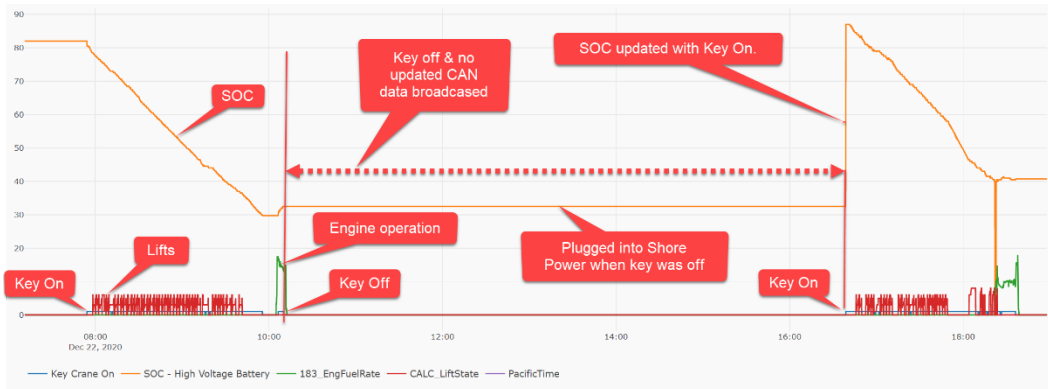 90
80
70
60
50
40
30
20
10
0
Key off & no
updated CAN
data broadcased
SOC updated with Key On.
SOC
Engine operation
Lifts
Plugged into Shore
Power when key was off
Key On
Key Off
Key On
08:00
Dec 22, 2020
10:00
12:00
14:00
16:00
18:00
Key Crane On
SOC - High Voltage Battery
183_EngFuelRate
CALC_LiftState
PacificTime